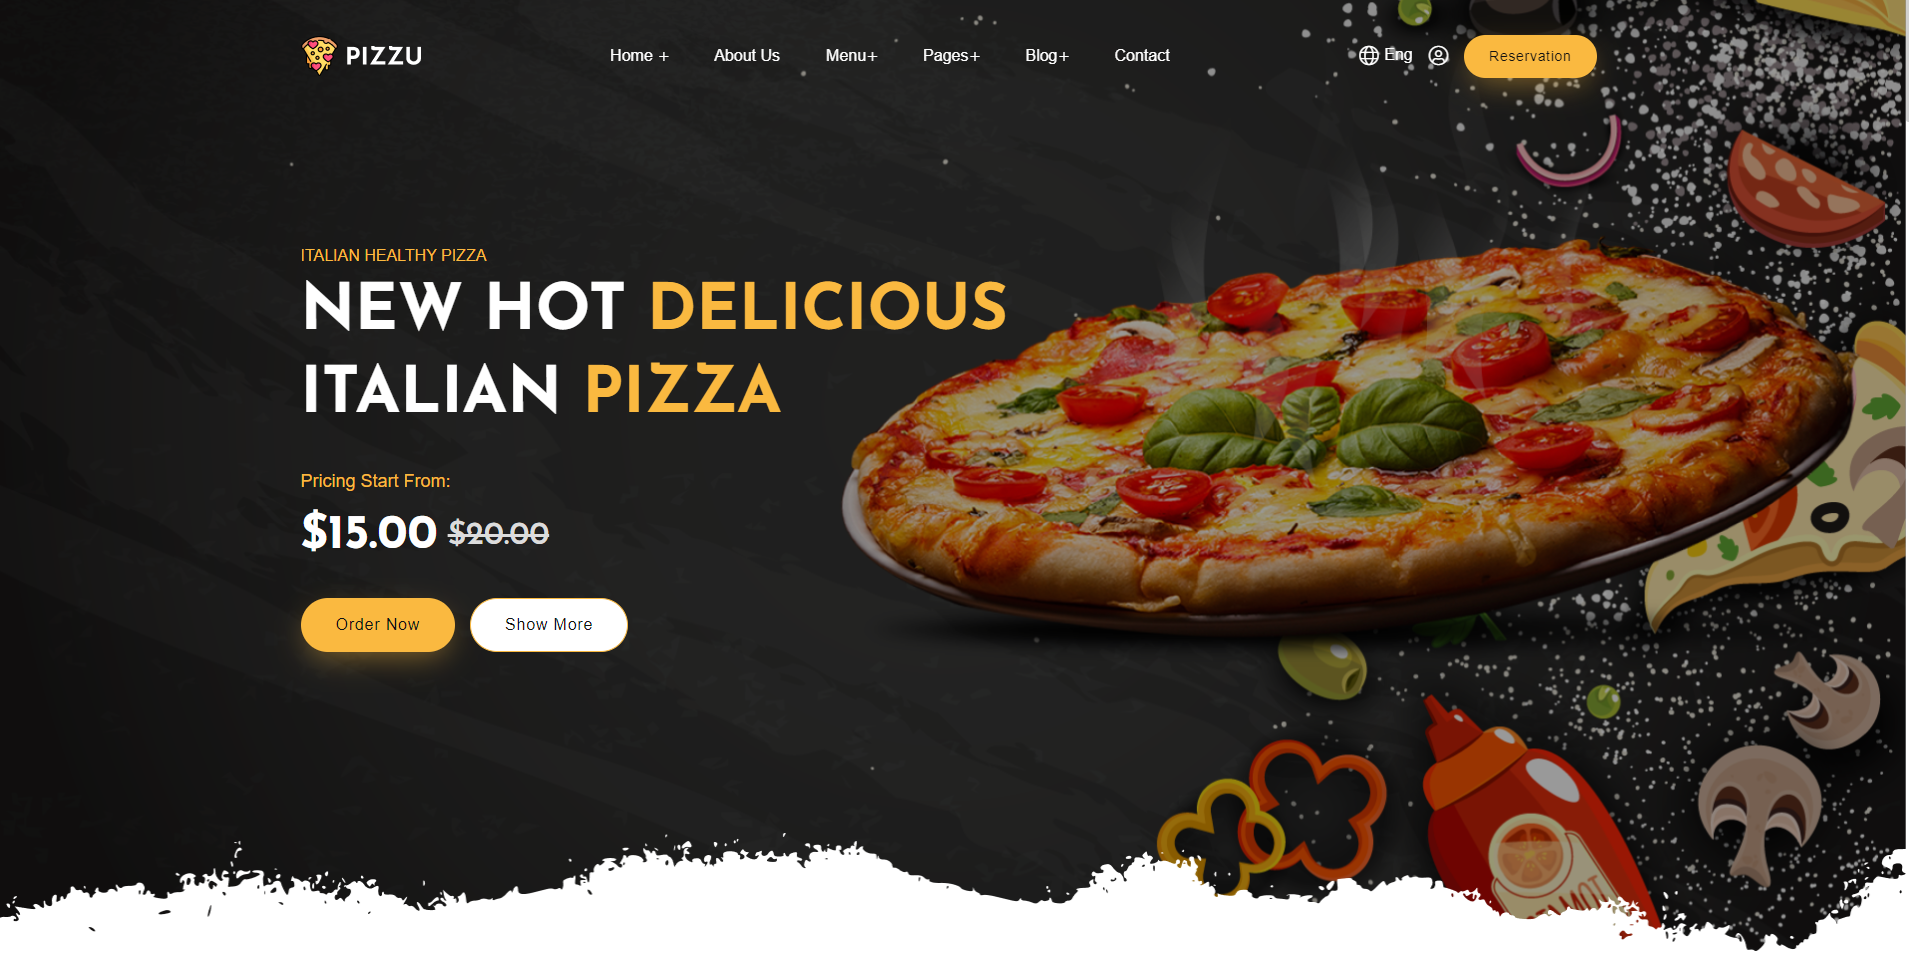 PIZZU
Home +
About Us
Menu+
Pages+
Blog+
Contact
Eng
Reservation
ITALIAN HEALTHY PIZZA
NEW HOT DELICIOUS
ITALIAN PIZZA
Pricing Start From:
$15.00 $20.00
Order Now
Show More